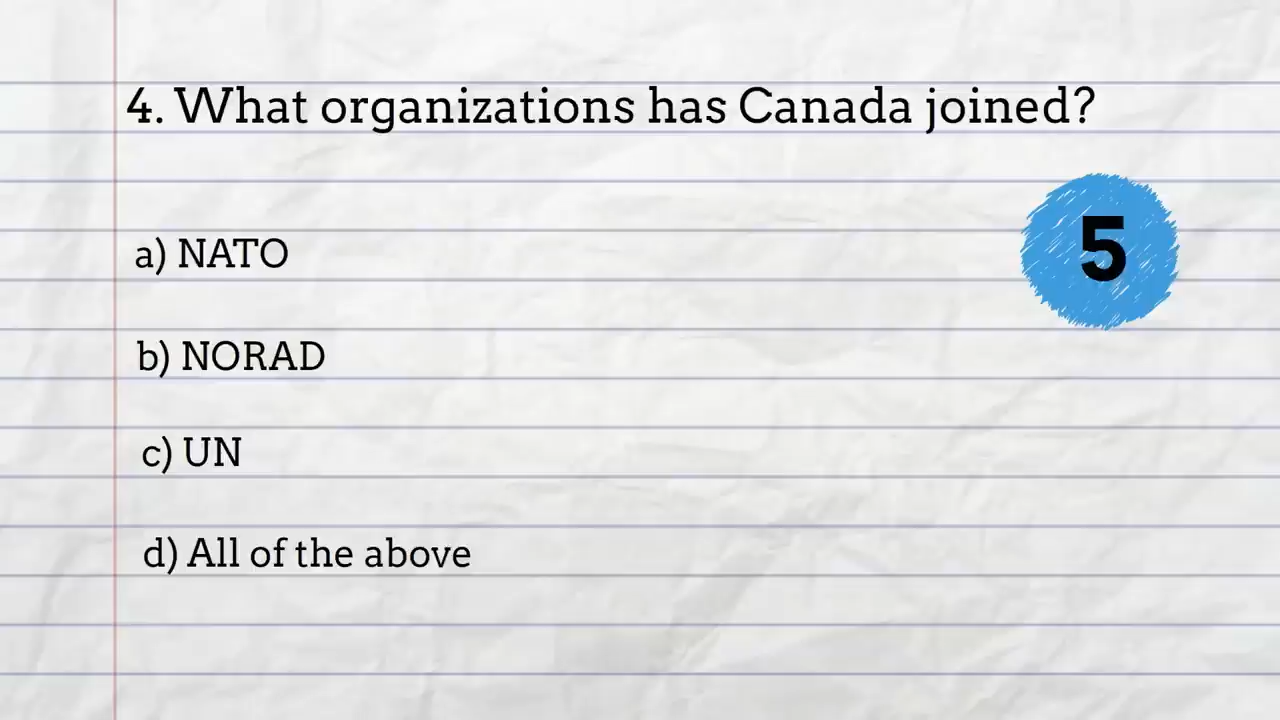 4. What organizations has Canada joined?
5
a) NATO
b) NORAD
c) UN
d) All of the above